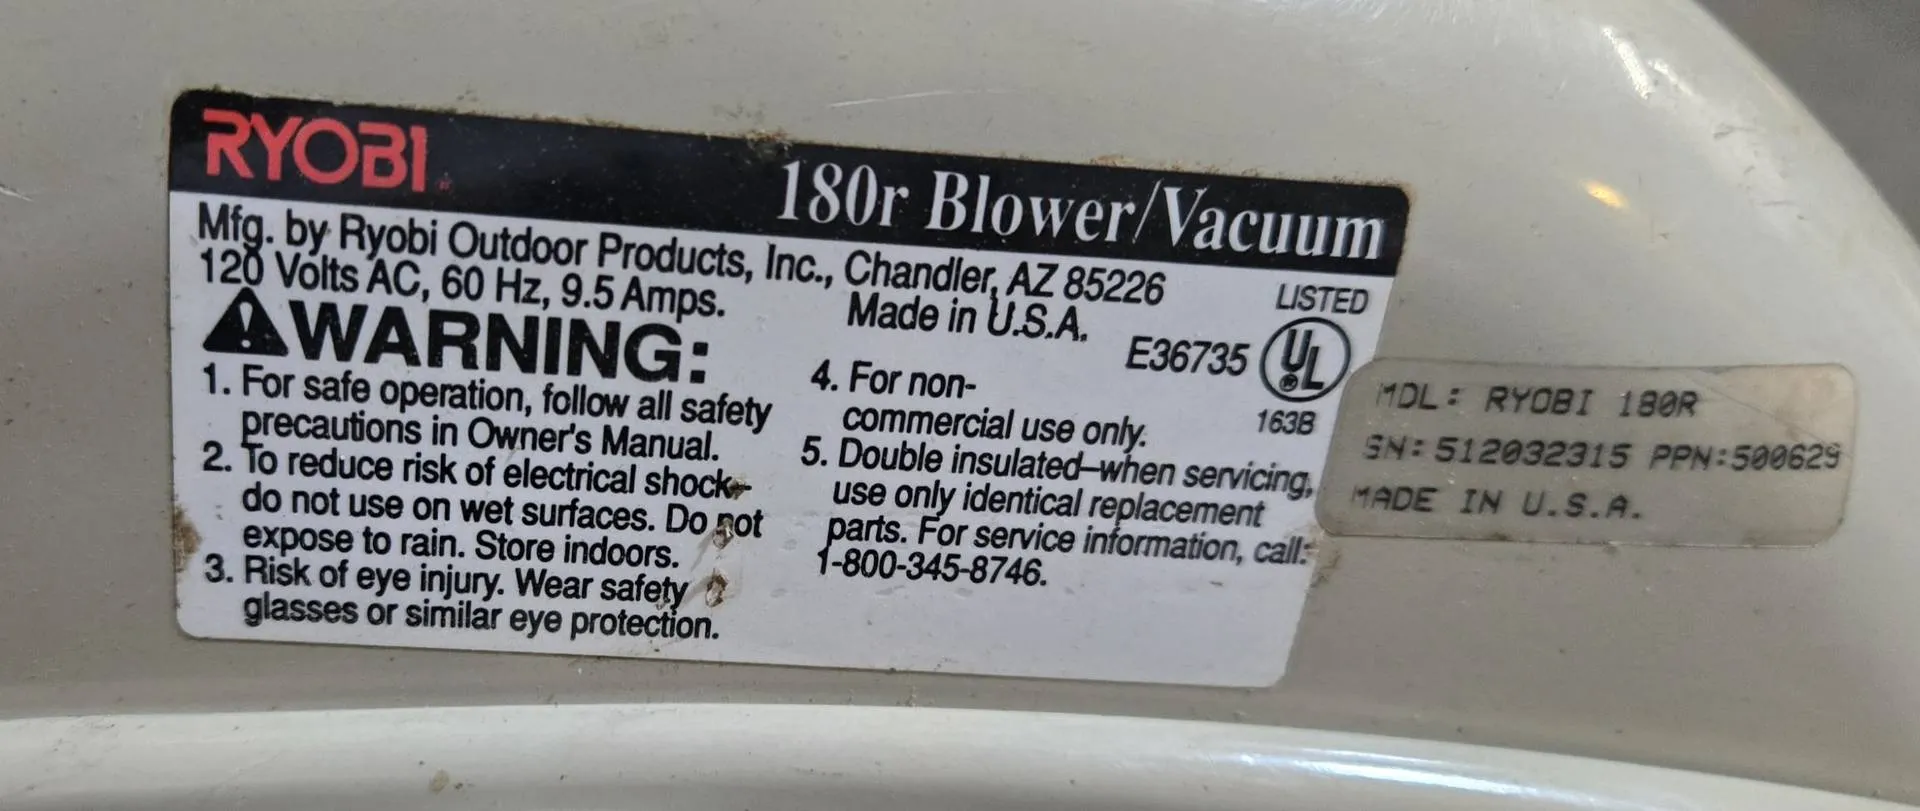 RYOBI
180r Blower/Vacuum
Mfg. by Ryobi Outdoor Products, Inc., Chandler, AZ 85226
120 Volts AC, 60 Hz, 9.5 Amps.
Made in U.S.A.
LISTED
E36735
UL
®
163B
WARNING:
1. For safe operation, follow all safety
precautions in Owner's Manual.
2. To reduce risk of electrical shock–
do not use on wet surfaces. Do not
expose to rain. Store indoors.
3. Risk of eye injury. Wear safety
glasses or similar eye protection.
4. For non-
commercial use only.
5. Double insulated–when servicing,
use only identical replacement
parts. For service information, call:
1-800-345-8746.
MDL: RYOBI 180R
SN:512032315 PPN:500629
MADE IN U.S.A.